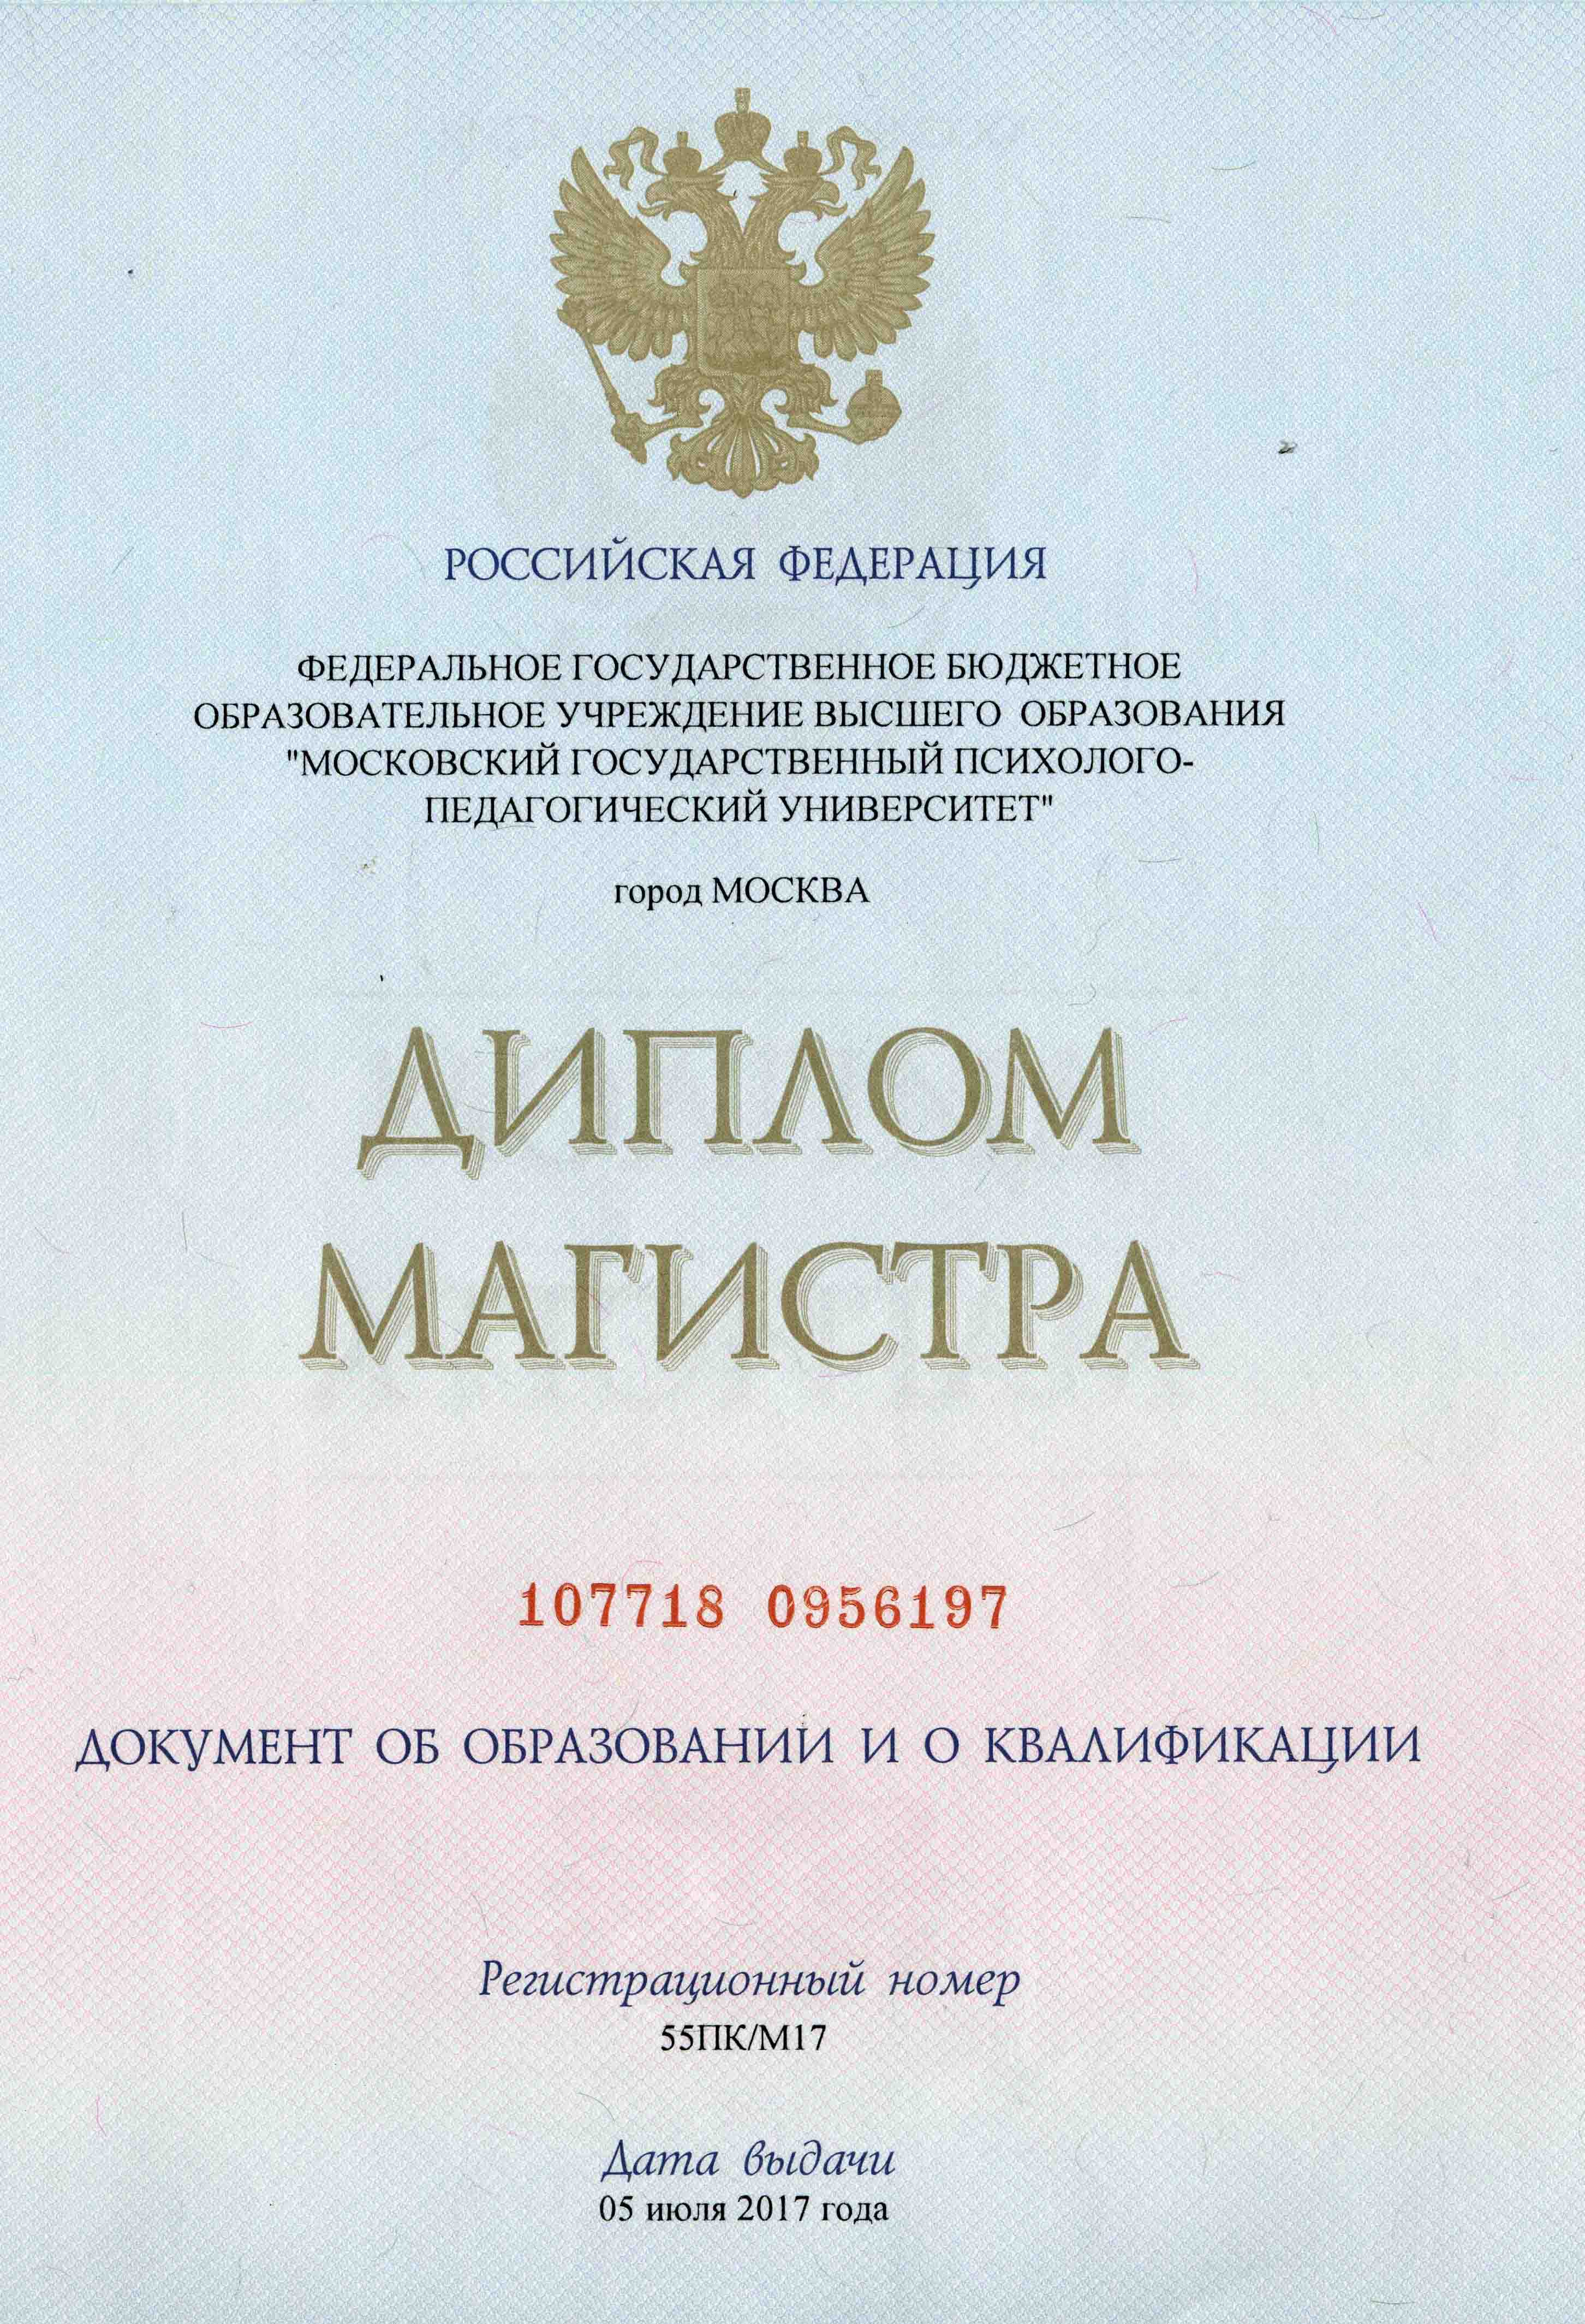 РОССИЙСКАЯ ФЕДЕРАЦИЯ
ФЕДЕРАЛЬНОЕ ГОСУДАРСТВЕННОЕ БЮДЖЕТНОЕ
ОБРАЗОВАТЕЛЬНОЕ УЧРЕЖДЕНИЕ ВЫСШЕГО ОБРАЗОВАНИЯ
"МОСКОВСКИЙ ГОСУДАРСТВЕННЫЙ ПСИХОЛОГО-
ПЕДАГОГИЧЕСКИЙ УНИВЕРСИТЕТ"
город МОСКВА
ДИПЛОМ
МАГИСТРА
107718 0956197
ДОКУМЕНТ ОБ ОБРАЗОВАНИИ И О КВАЛИФИКАЦИИ
Регистрационный номер
55ПК/М17
Дата выдачи
05 июля 2017 года